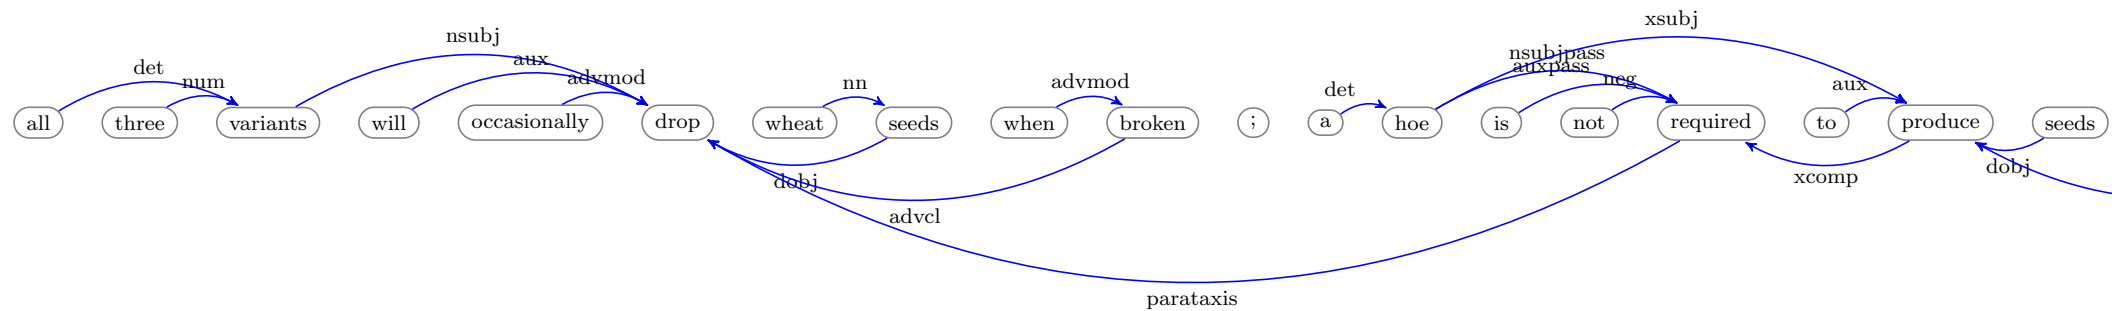 xsubj
nsubj
nsubjpass
aux
auxpass
det
advmod
num
nn
advmod
neg
aux
det
all three variants will occasionally drop wheat seeds when broken ; a hoe is not required to produce seeds
dobj
dobj
xcomp
advcl
parataxis